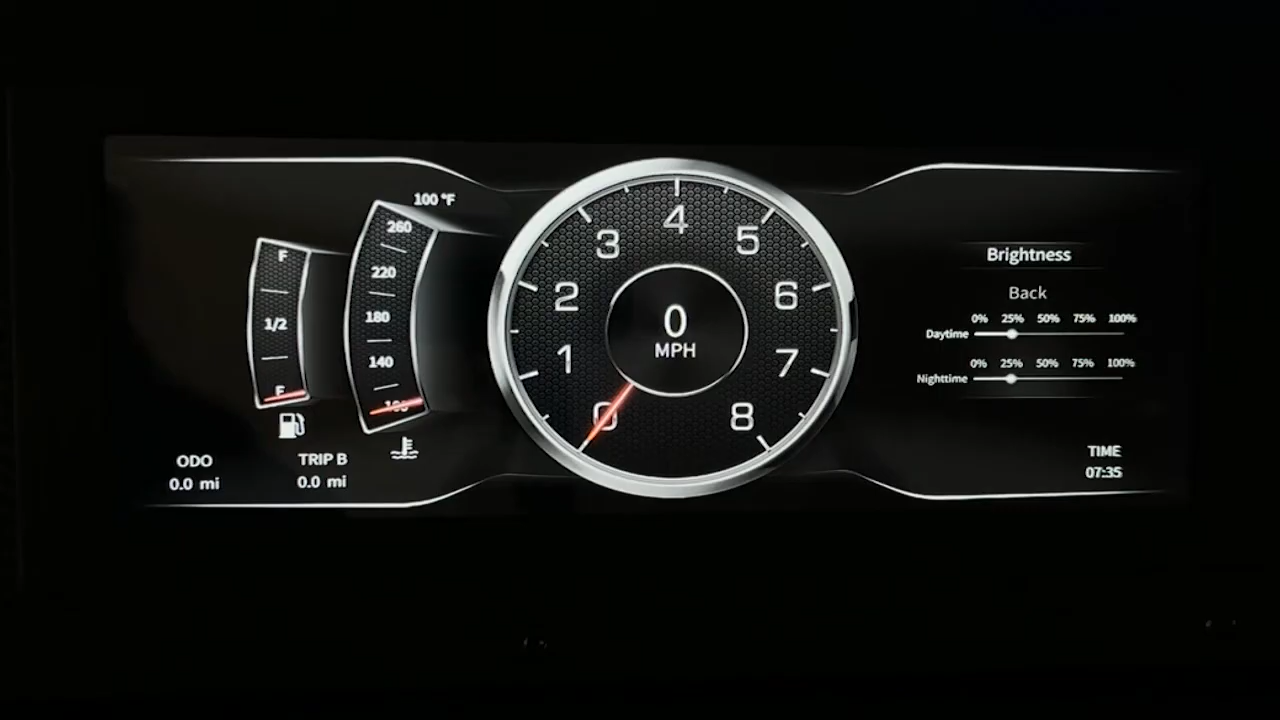 100 °F
260
220
180
140
100
F
1/2
E
ODO
0.0 mi
TRIP B
0.0 mi
0
1
2
3
4
5
6
7
8
0
MPH
Brightness
Back
0% 25% 50% 75% 100%
Daytime
0% 25% 50% 75% 100%
Nighttime
TIME
07:35